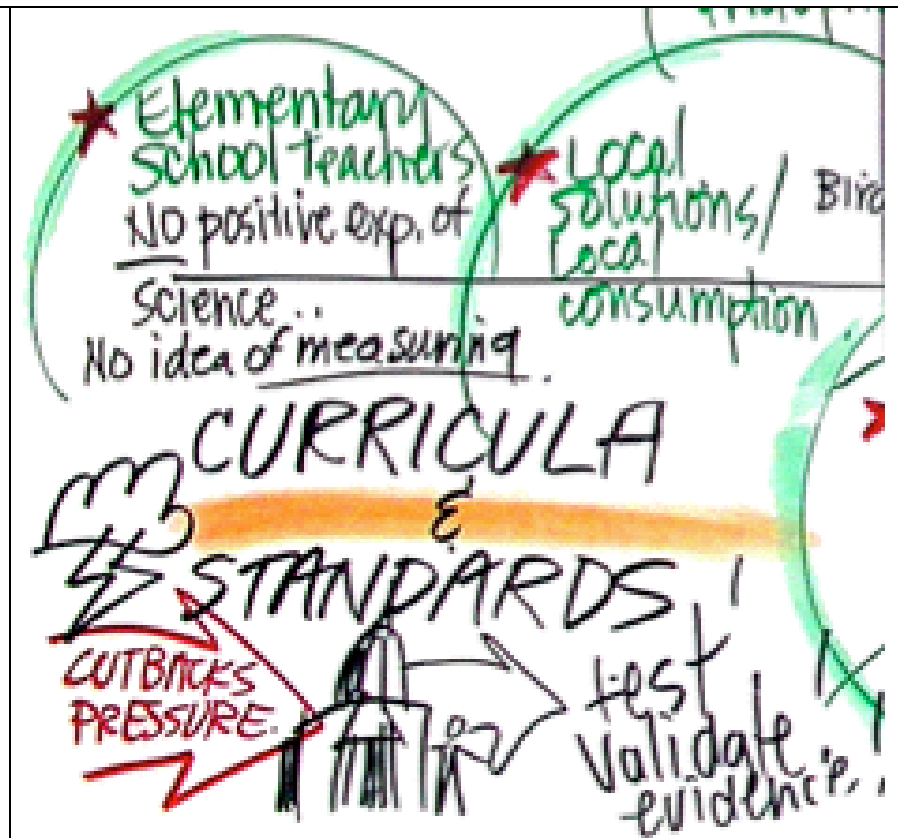 Elementary
School teachers
NO positive exp. of
science..
No idea of measuring.
Local
solutions/
Local
consumption
CURRICULA
&
STANDARDS
CUTBACKS
PRESSURE.
test
Validate
evidence..